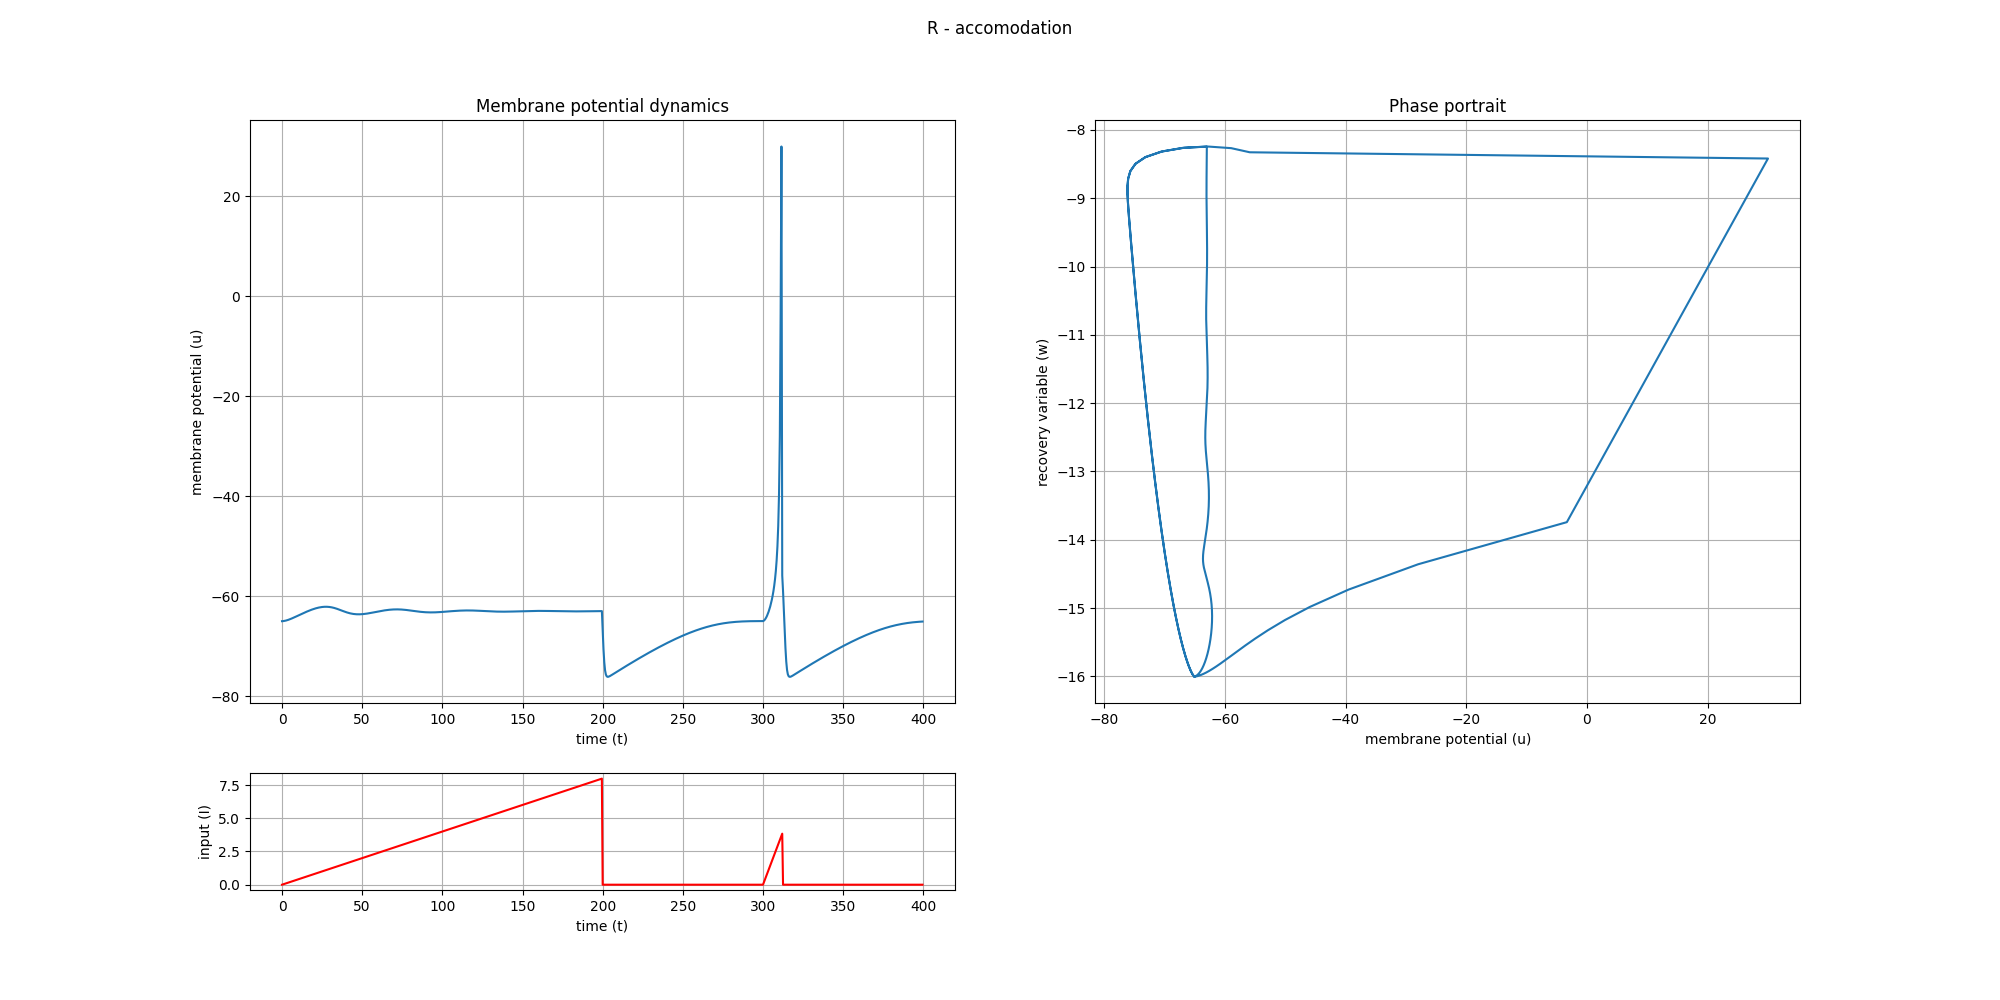 R - accomodation
Membrane potential dynamics
membrane potential (u)
20
0
−20
−40
−60
−80
0 50 100 150 200 250 300 350 400
time (t)
Phase portrait
recovery variable (w)
−8
−9
−10
−11
−12
−13
−14
−15
−16
−80 −60 −40 −20 0 20
membrane potential (u)
input (I)
7.5
5.0
2.5
0.0
0 50 100 150 200 250 300 350 400
time (t)